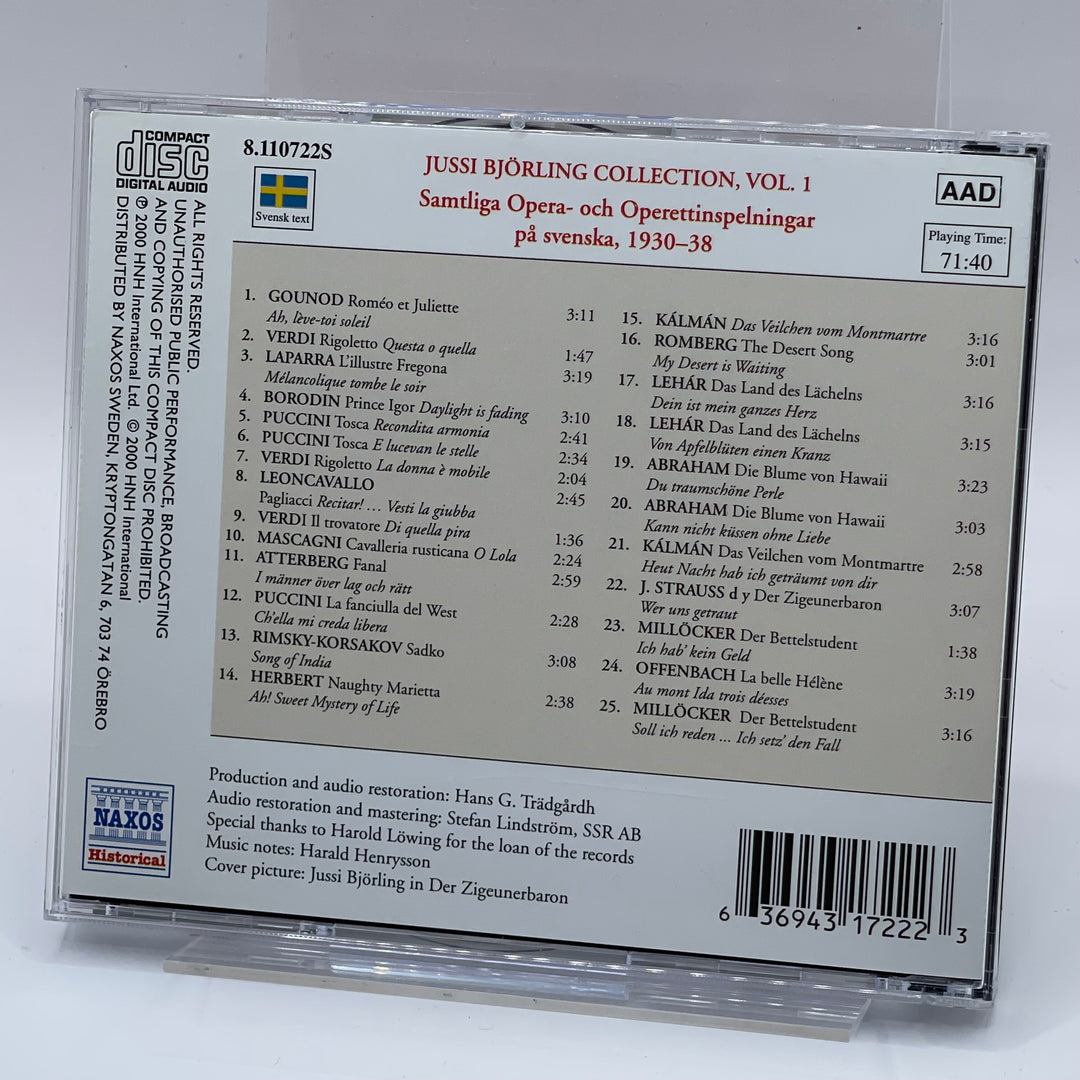 COMPACT
disc
DIGITAL AUDIO
8.110722S
Svensk text
JUSSI BJÖRLING COLLECTION, VOL. 1
Samtliga Opera- och Operettinspelningar
på svenska, 1930–38
AAD
Playing Time:
71:40
ALL RIGHTS RESERVED.
UNAUTHORISED PUBLIC PERFORMANCE, BROADCASTING
AND COPYING OF THIS COMPACT DISC PROHIBITED.
℗ 2000 HNH International Ltd. © 2000 HNH International
DISTRIBUTED BY NAXOS SWEDEN, KRYPTONGATAN 6, 703 74 ÖREBRO
1. GOUNOD Roméo et Juliette
Ah, lève-toi soleil 3:11
2. VERDI Rigoletto Questa o quella 1:47
3. LAPARRA L'illustre Fregona 3:19
Mélancolique tombe le soir
4. BORODIN Prince Igor Daylight is fading 3:10
5. PUCCINI Tosca Recondita armonia 2:41
6. PUCCINI Tosca E lucevan le stelle 2:34
7. VERDI Rigoletto La donna è mobile 2:04
8. LEONCAVALLO 2:45
Pagliacci Recitar! … Vesti la giubba
9. VERDI Il trovatore Di quella pira 1:36
10. MASCAGNI Cavalleria rusticana O Lola 2:24
11. ATTERBERG Fanal 2:59
I männer över lag och rätt
12. PUCCINI La fanciulla del West 2:28
Ch'ella mi creda libera
13. RIMSKY-KORSAKOV Sadko 3:08
Song of India
14. HERBERT Naughty Marietta 2:38
Ah! Sweet Mystery of Life
15. KÁLMÁN Das Veilchen vom Montmartre 3:16
16. ROMBERG The Desert Song 3:01
My Desert is Waiting
17. LEHÁR Das Land des Lächelns 3:16
Dein ist mein ganzes Herz
18. LEHÁR Das Land des Lächelns 3:15
Von Apfelblüten einen Kranz
19. ABRAHAM Die Blume von Hawaii 3:23
Du traumschöne Perle
20. ABRAHAM Die Blume von Hawaii 3:03
Kann nicht küssen ohne Liebe
21. KÁLMÁN Das Veilchen vom Montmartre 2:58
Heut Nacht hab ich geträumt von dir
22. J. STRAUSS d y Der Zigeunerbaron 3:07
Wer uns getraut
23. MILLÖCKER Der Bettelstudent 1:38
Ich hab' kein Geld
24. OFFENBACH La belle Hélène 3:19
Au mont Ida trois déesses
25. MILLÖCKER Der Bettelstudent 3:16
Soll ich reden ... Ich setz' den Fall
NAXOS
Historical
Production and audio restoration: Hans G. Trädgårdh
Audio restoration and mastering: Stefan Lindström, SSR AB
Special thanks to Harold Löwing for the loan of the records
Music notes: Harald Henrysson
Cover picture: Jussi Björling in Der Zigeunerbaron
6 36943 17222 3